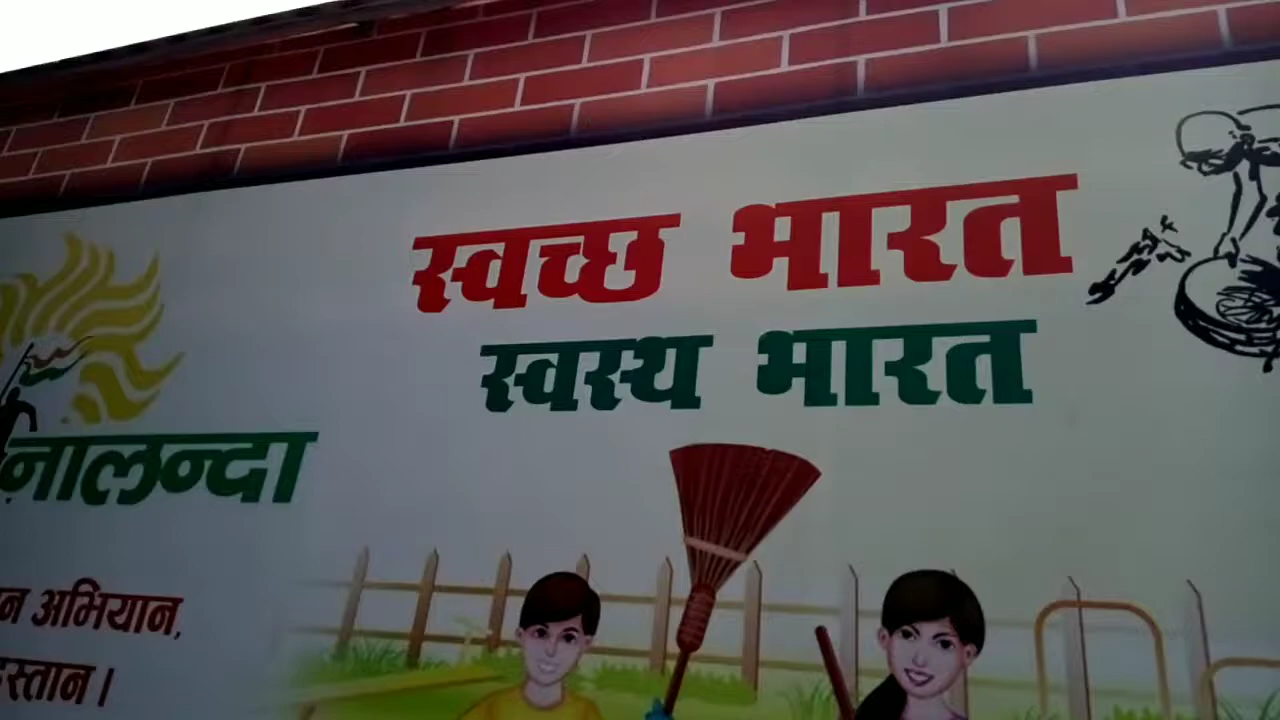 स्वच्छ भारत
स्वस्थ भारत
नालन्दा
अभियान,